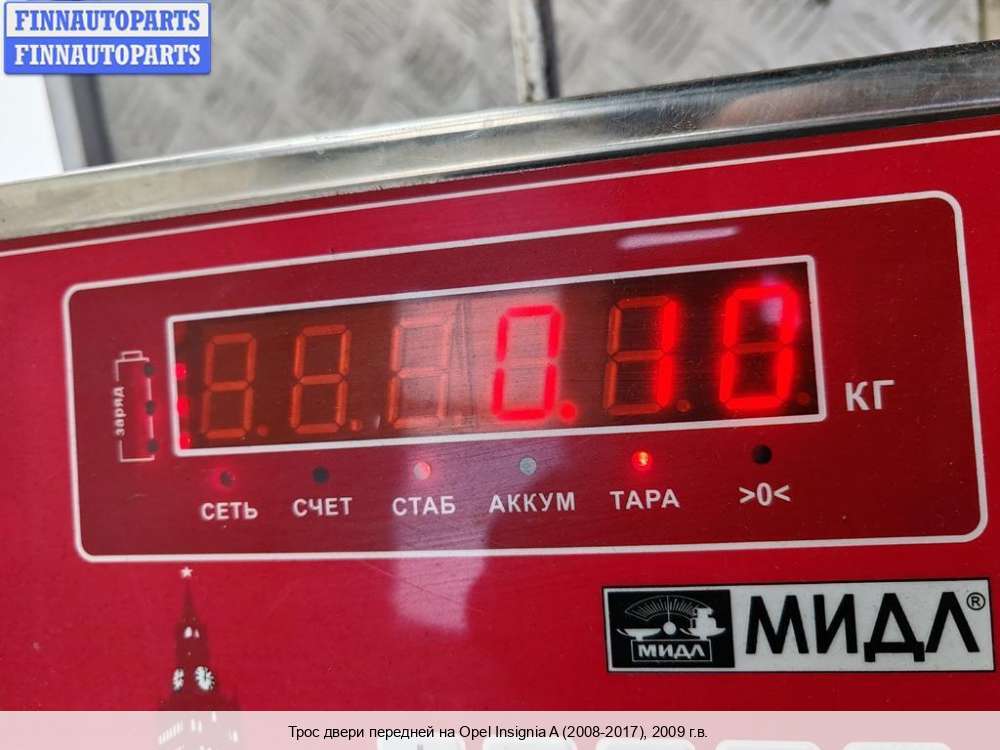 FINNAUTOPARTS
FINNAUTOPARTS
заряд
0.10
КГ
СЕТЬ СЧЕТ СТАБ АККУМ ТАРА >0<
МИДЛ
МИДЛ®
Трос двери передней на Opel Insignia A (2008-2017), 2009 г.в.